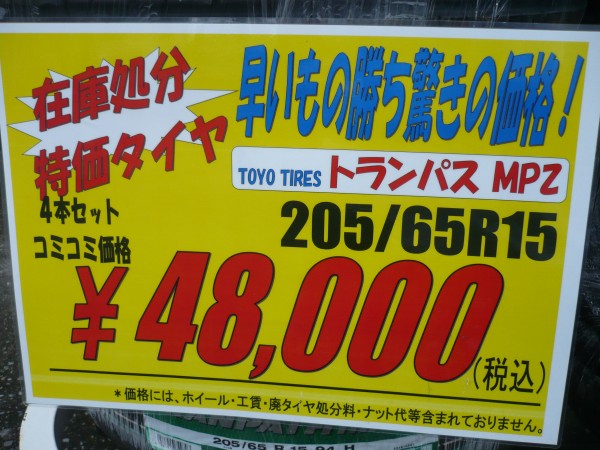 在庫処分
特価タイヤ
早いもの勝ち驚きの価格!
TOYO TIRES トランパス MPZ
4本セット
コミコミ価格
205/65R15
¥48,000
(税込)
*価格には、ホイール・工賃・廃タイヤ処分料・ナット代等含まれておりません。
205/65 R 15 94 H